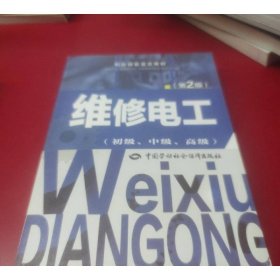 （第2版）
维修电工
（初级、中级、高级）
中国劳动社会保障出版社
Weixiu
DIANGONG